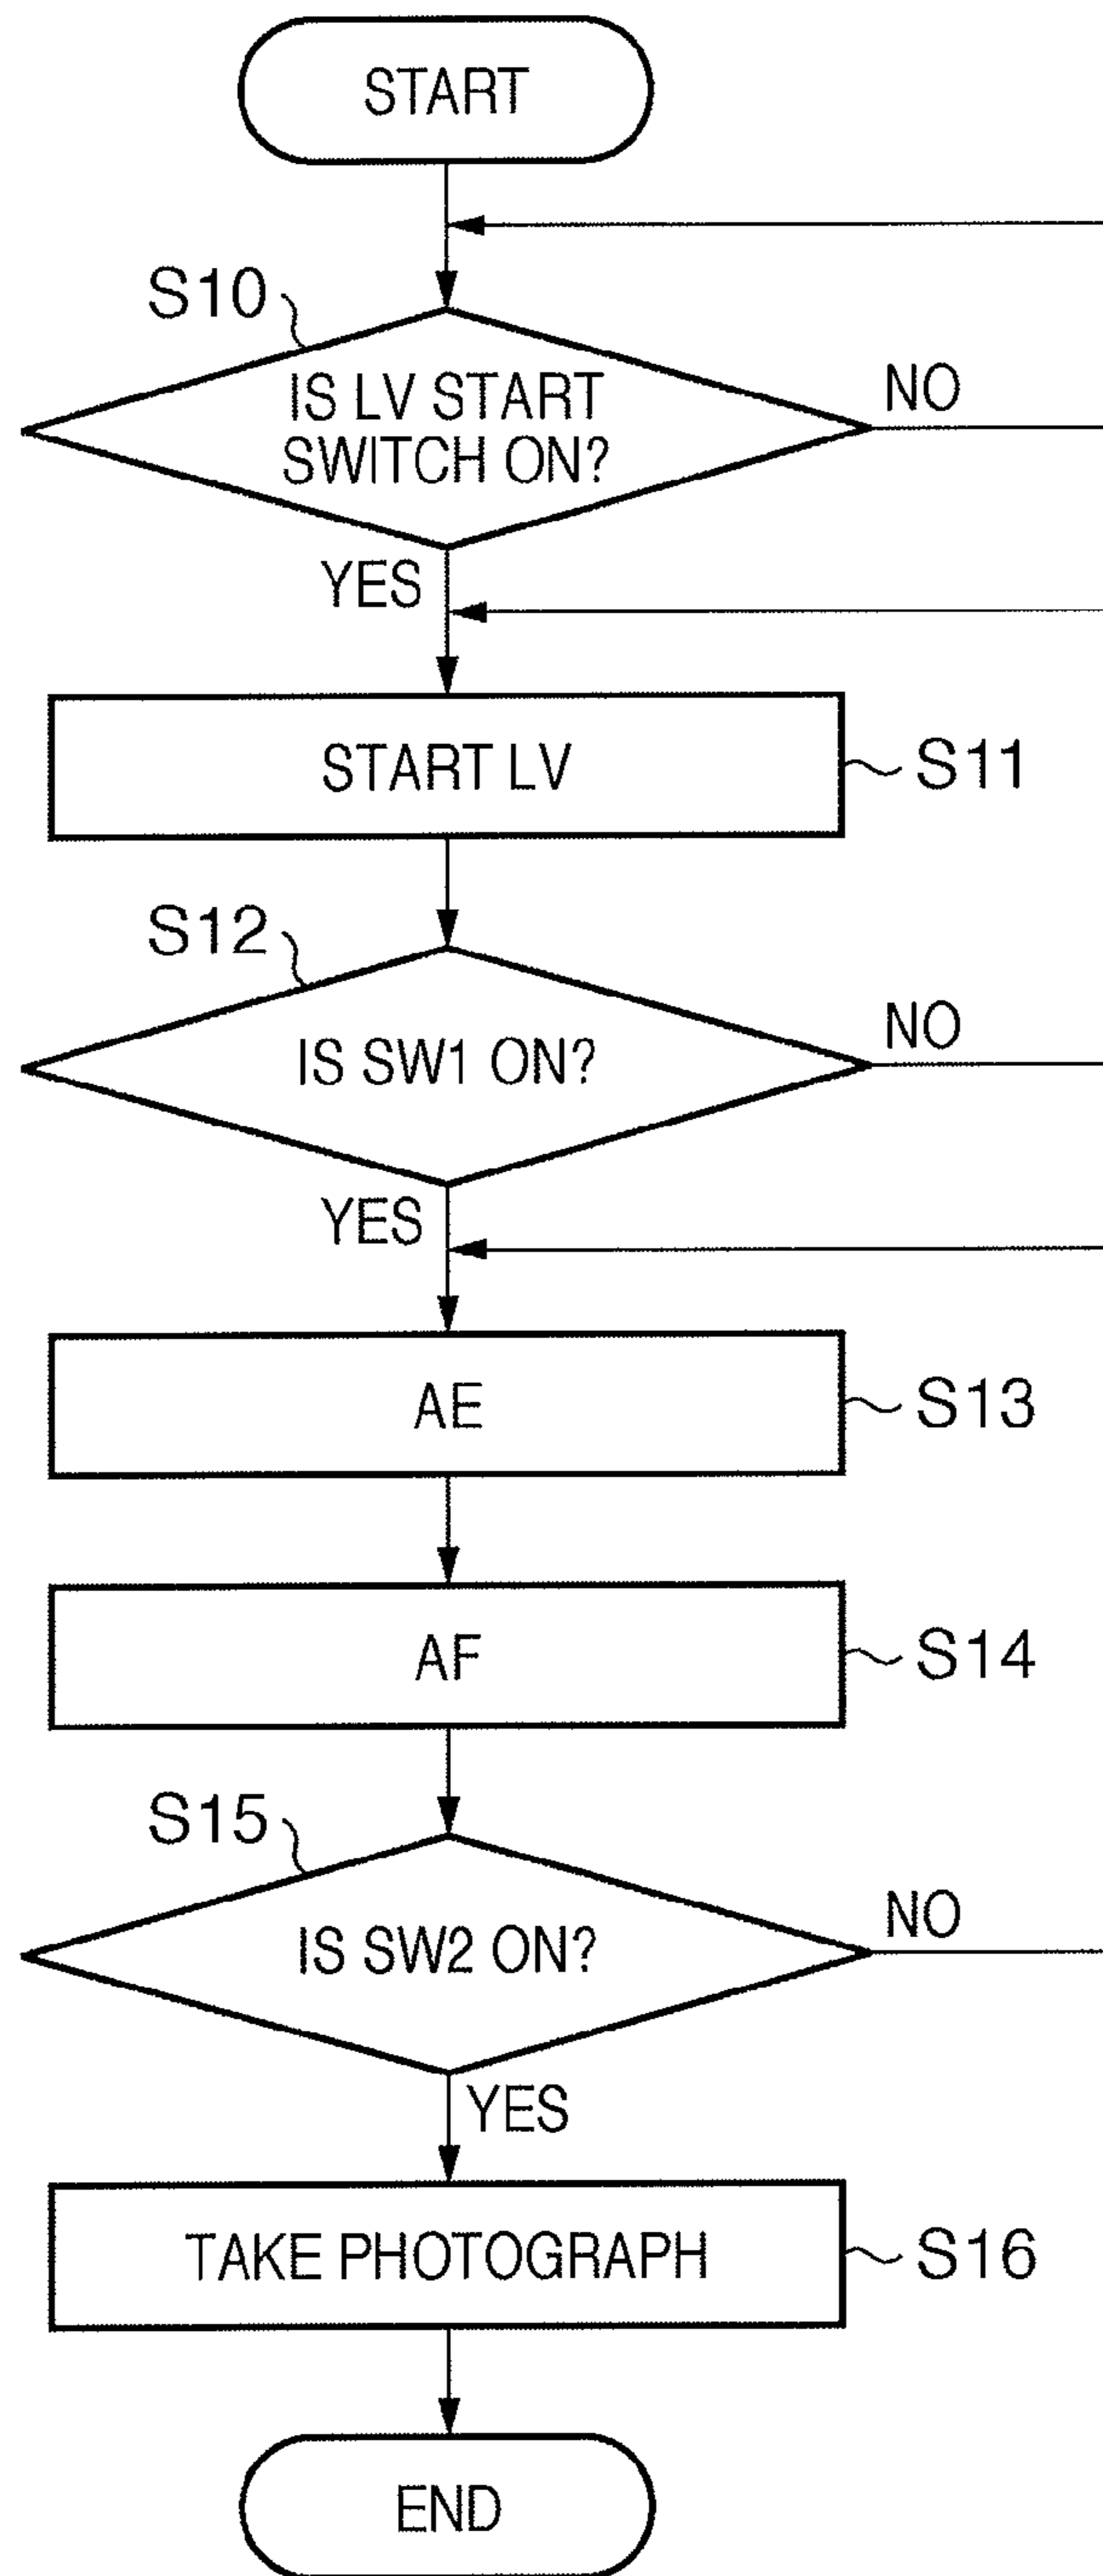 START
S10
IS LV START
SWITCH ON?
NO
YES
START LV
S11
S12
IS SW1 ON?
NO
YES
AE
S13
AF
S14
S15
IS SW2 ON?
NO
YES
TAKE PHOTOGRAPH
S16
END